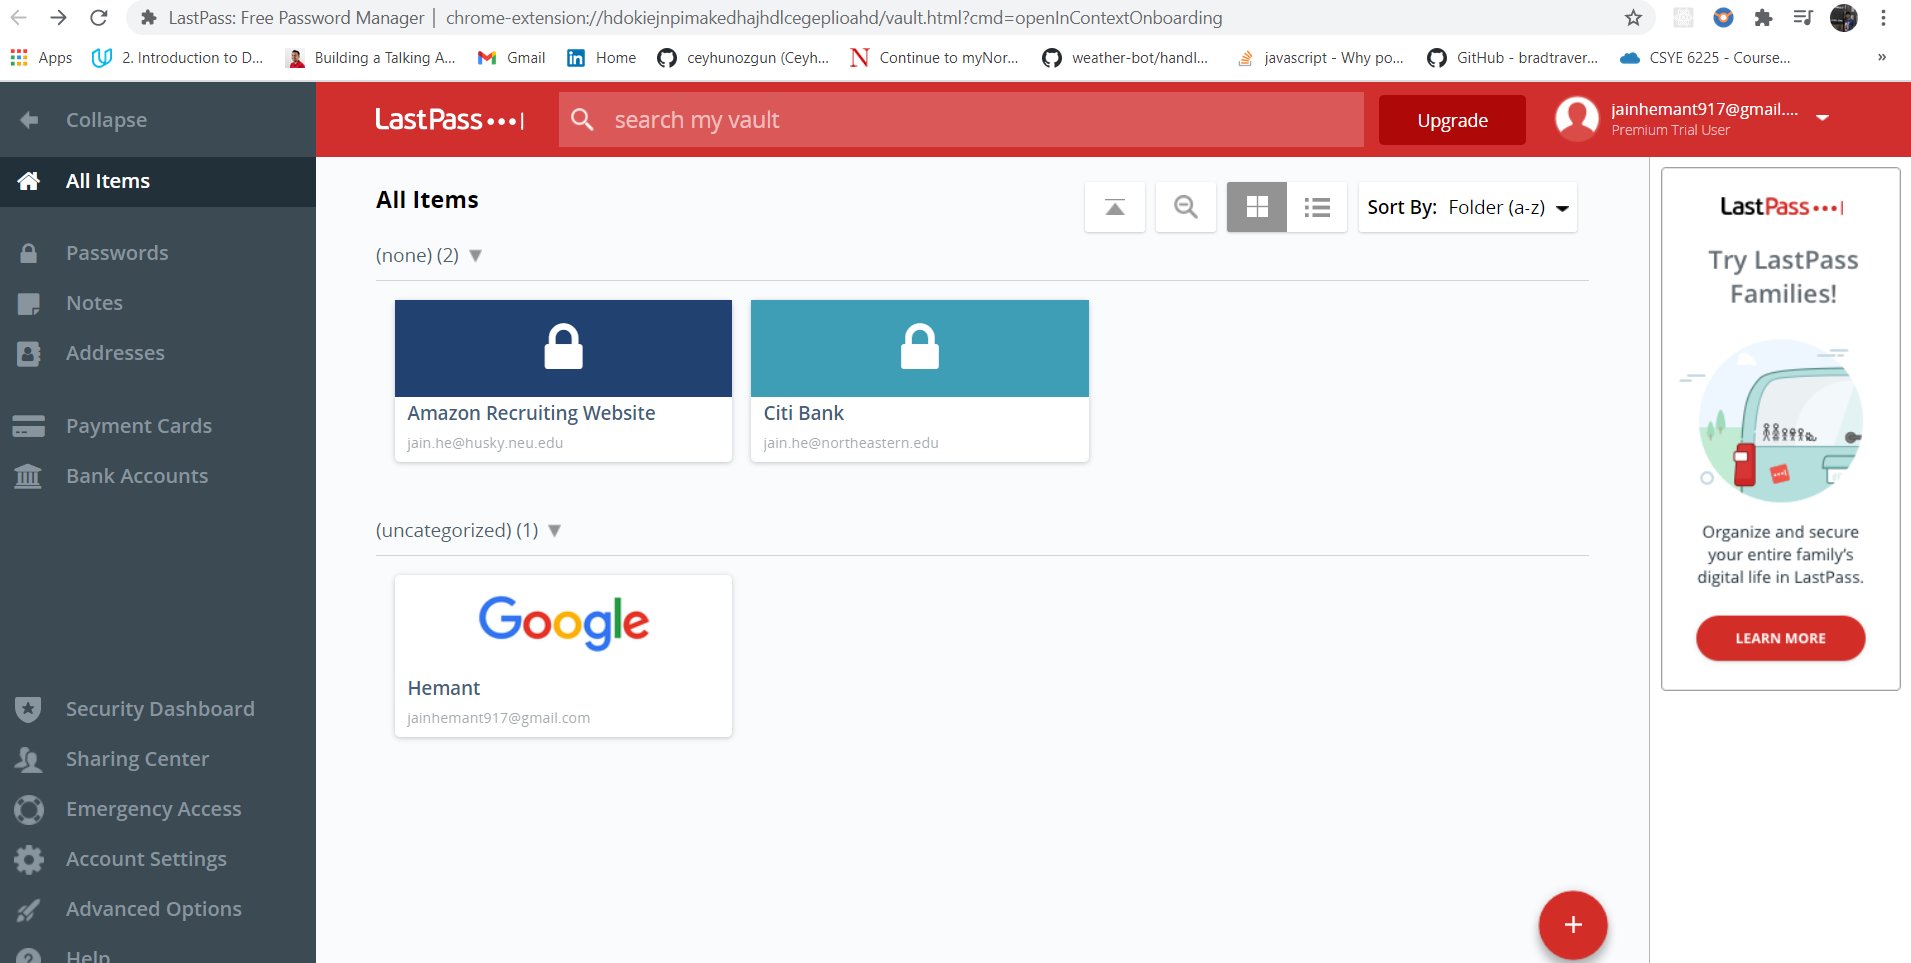 LastPass: Free Password Manager | chrome-extension://hdokiejnpimakedhajhdlcegeplioahd/vault.html?cmd=openInContextOnboarding
Apps 2. Introduction to D... Building a Talking A... Gmail Home ceyhunozgun (Ceyh... Continue to myNor... weather-bot/handl... javascript - Why po... GitHub - bradtraver... CSYE 6225 - Course... »
Collapse
All Items
Passwords
Notes
Addresses
Payment Cards
Bank Accounts
Security Dashboard
Sharing Center
Emergency Access
Account Settings
Advanced Options
Help
LastPass
search my vault
Upgrade
jainhemant917@gmail....
Premium Trial User
All Items
Sort By: Folder (a-z)
(none) (2)
Amazon Recruiting Website
jain.he@husky.neu.edu
Citi Bank
jain.he@northeastern.edu
(uncategorized) (1)
Google
Hemant
jainhemant917@gmail.com
+
LastPass
Try LastPass
Families!
Organize and secure
your entire family's
digital life in LastPass.
LEARN MORE